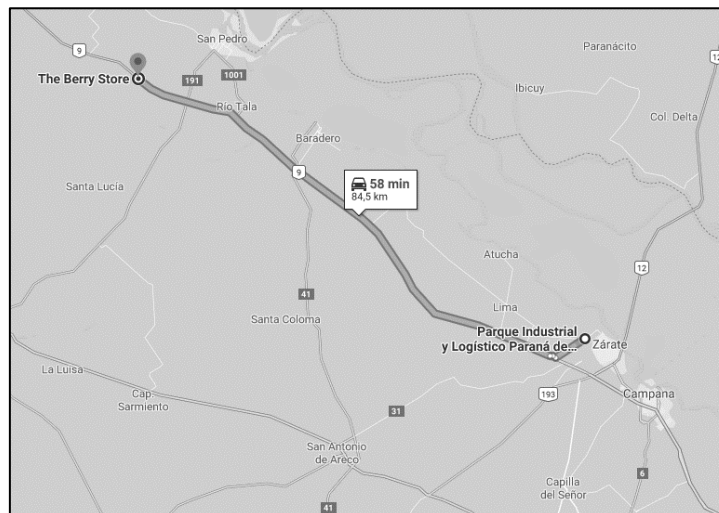 San Pedro
9
The Berry Store
191
1001
Río Tala
Paranácito
12
Ibicuy
Col. Delta
Baradero
9
Santa Lucía
58 min
84,5 km
Atucha
12
41
Lima
Santa Coloma
Parque Industrial
y Logístico Paraná de...
Zárate
La Luisa
Cap.
Sarmiento
31
193
Campana
San Antonio
de Areco
6
Capilla
del Señor
41